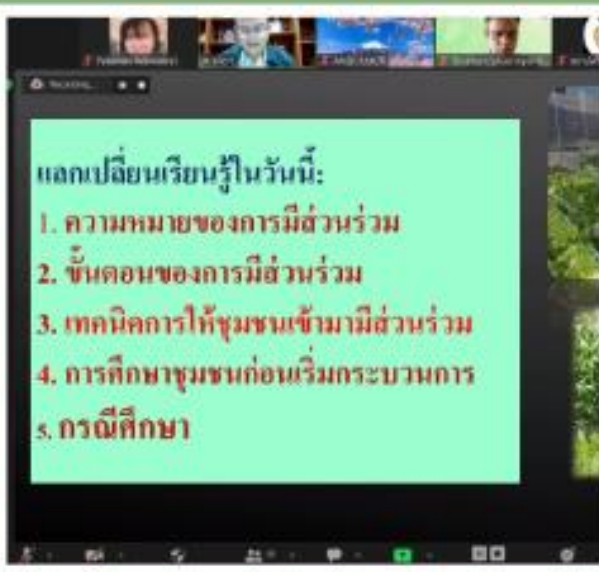 แลกเปลี่ยนเรียนรู้ในวันนี้:
1. ความหมายของการมีส่วนร่วม
2. ขั้นตอนของการมีส่วนร่วม
3. เทคนิคการให้ชุมชนเข้ามามีส่วนร่วม
4. การศึกษาชุมชนก่อนเริ่มกระบวนการ
5. กรณีศึกษา